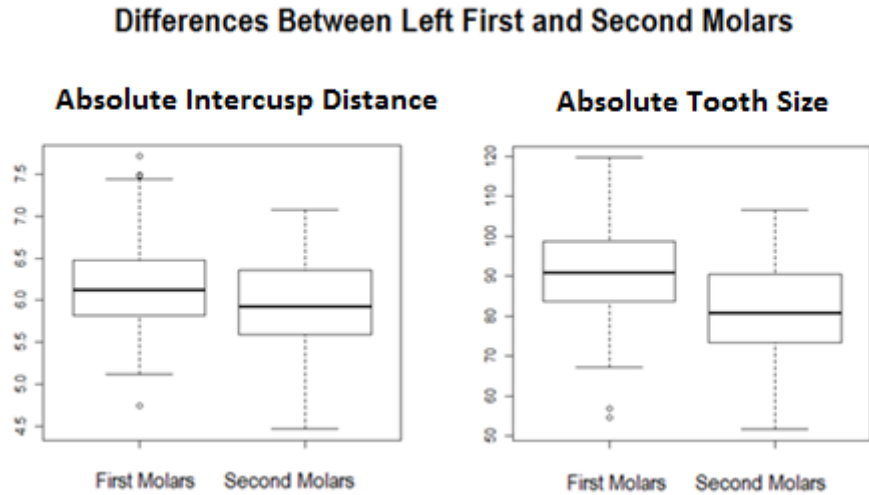 Differences Between Left First and Second Molars
Absolute Intercusp Distance
7.5
7.0
6.5
6.0
5.5
5.0
4.5
First Molars Second Molars
Absolute Tooth Size
120
100
90
80
70
60
50
First Molars Second Molars